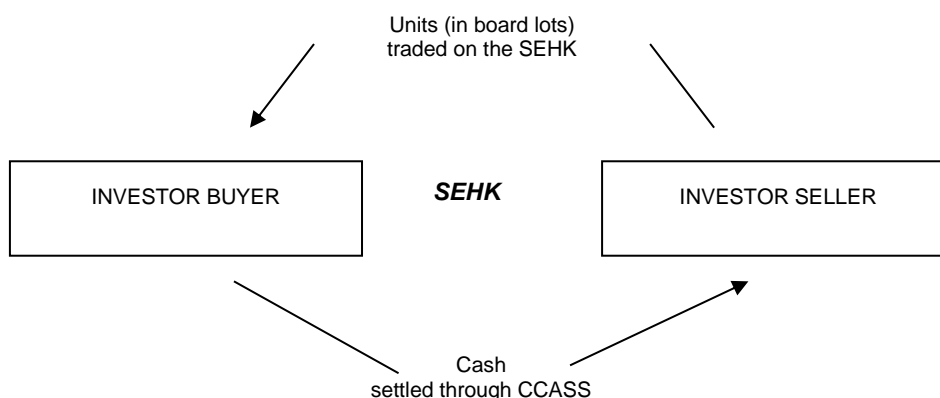 Units (in board lots)
traded on the SEHK
INVESTOR BUYER
SEHK
INVESTOR SELLER
Cash
settled through CCASS